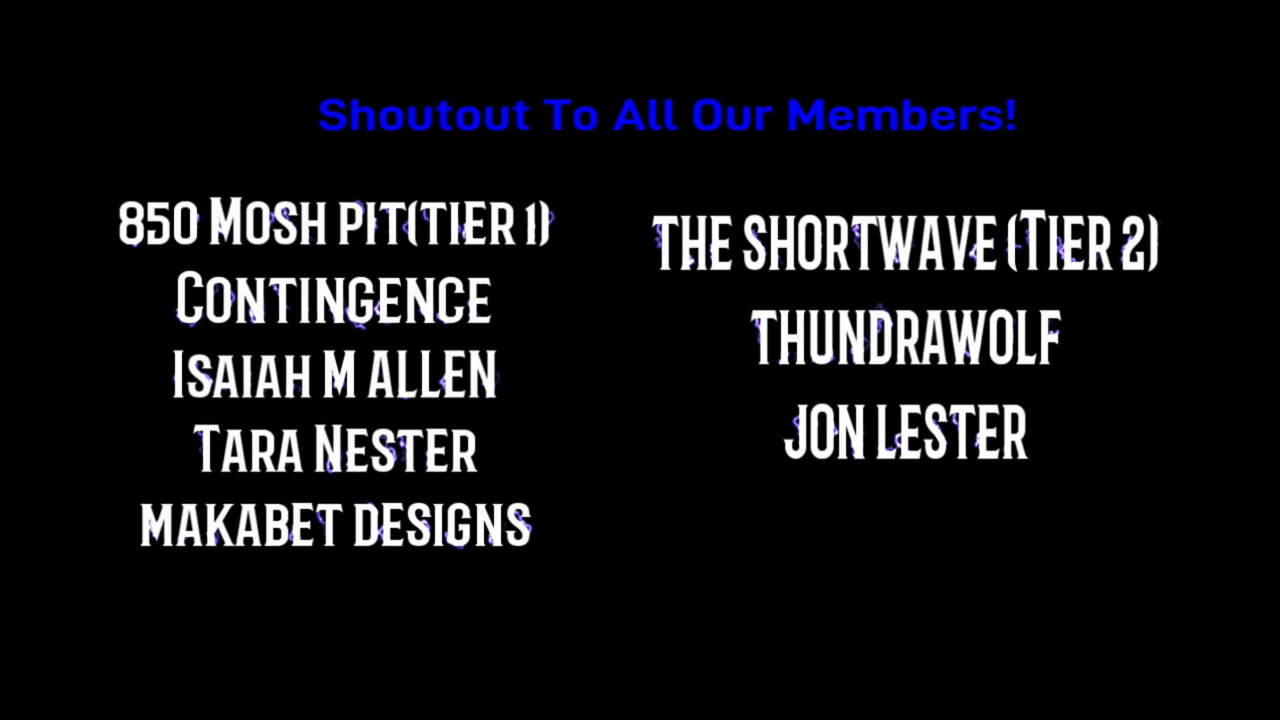 Shoutout To All Our Members!
850 Mosh pit(tier 1)
Contingence
Isaiah M Allen
Tara Nester
makabet designs
THE SHORTWAVE (Tier 2)
THUNDRAWOLF
JON LESTER